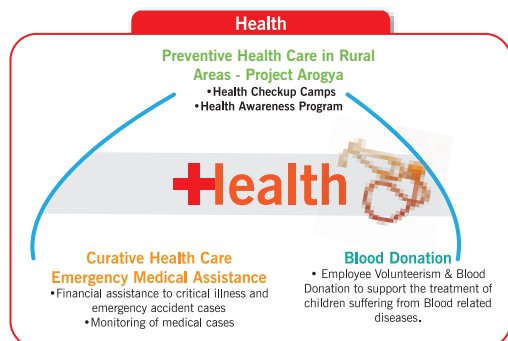 Health
Preventive Health Care in Rural
Areas - Project Arogya
•Health Checkup Camps
•Health Awareness Program
+ealth
Curative Health Care
Emergency Medical Assistance
•Financial assistance to critical illness and
emergency accident cases
•Monitoring of medical cases
Blood Donation
• Employee Volunteerism & Blood
Donation to support the treatment of
children suffering from Blood related
diseases.